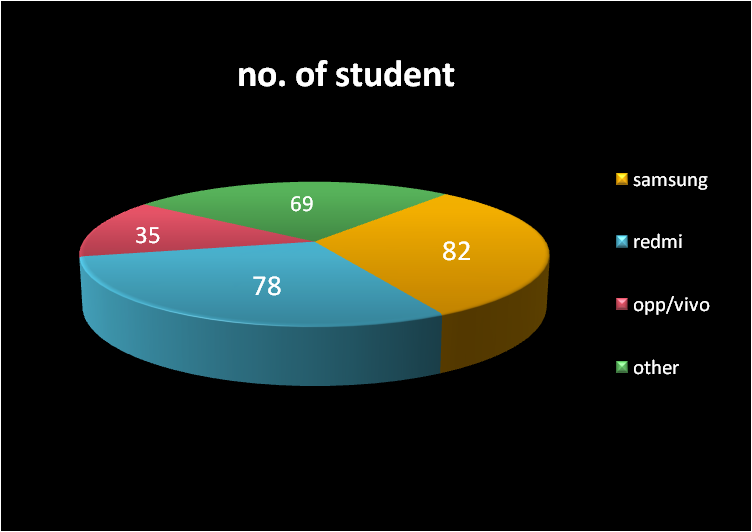 no. of student
69
35
82
78
samsung
redmi
opp/vivo
other